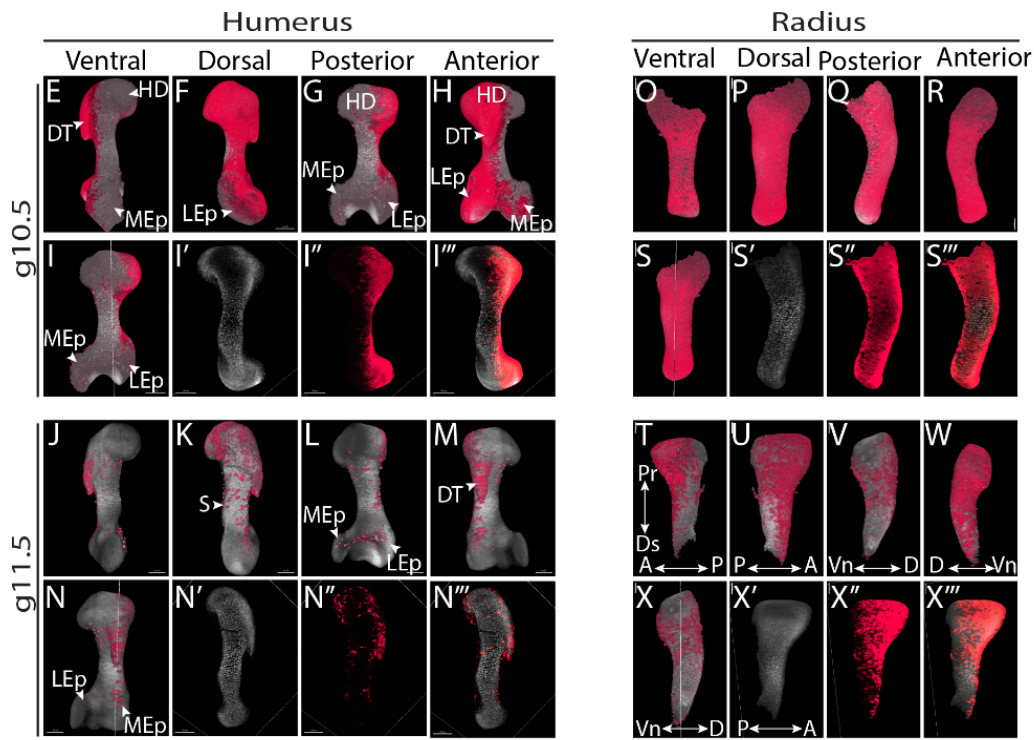 Humerus Radius
Ventral Dorsal Posterior Anterior Ventral Dorsal Posterior Anterior
g10.5
E HD DT MEp
F LEp
G HD MEp LEp
H HD DT LEp MEp
O P Q R
I MEp LEp
I' I'' I'''
S S' S'' S'''
g11.5
J
K S
L MEp LEp
M DT
T Pr Ds A P
U P A
V Vn D
W D Vn
N LEp MEp
N' N'' N'''
X Vn D
X' P A
X'' X'''